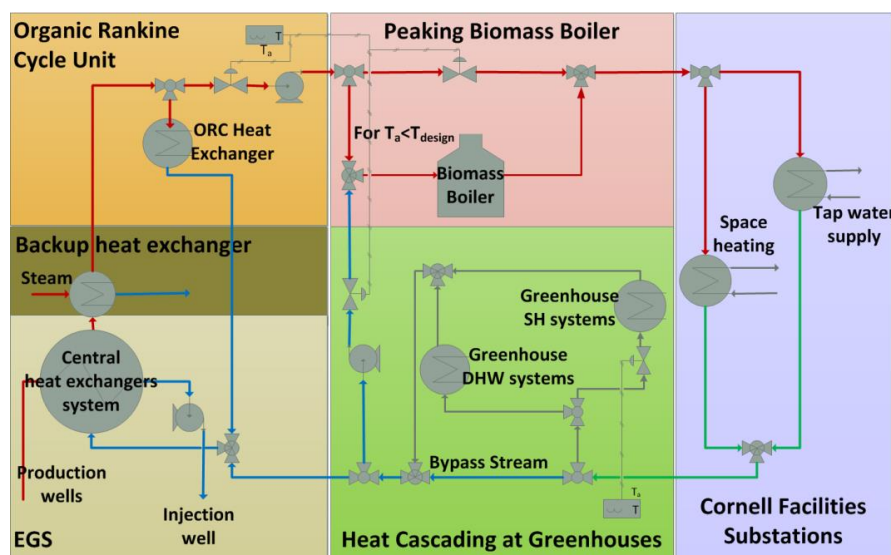 Organic Rankine
Cycle Unit
T
Ta
ORC Heat
Exchanger
Peaking Biomass Boiler
For Ta<Tdesign
Biomass
Boiler
Space
heating
Tap water
supply
Backup heat exchanger
Steam
Central
heat exchangers
system
Production
wells
Injection
well
EGS
Greenhouse
SH systems
Greenhouse
DHW systems
Bypass Stream
Ta
T
Heat Cascading at Greenhouses
Cornell Facilities
Substations